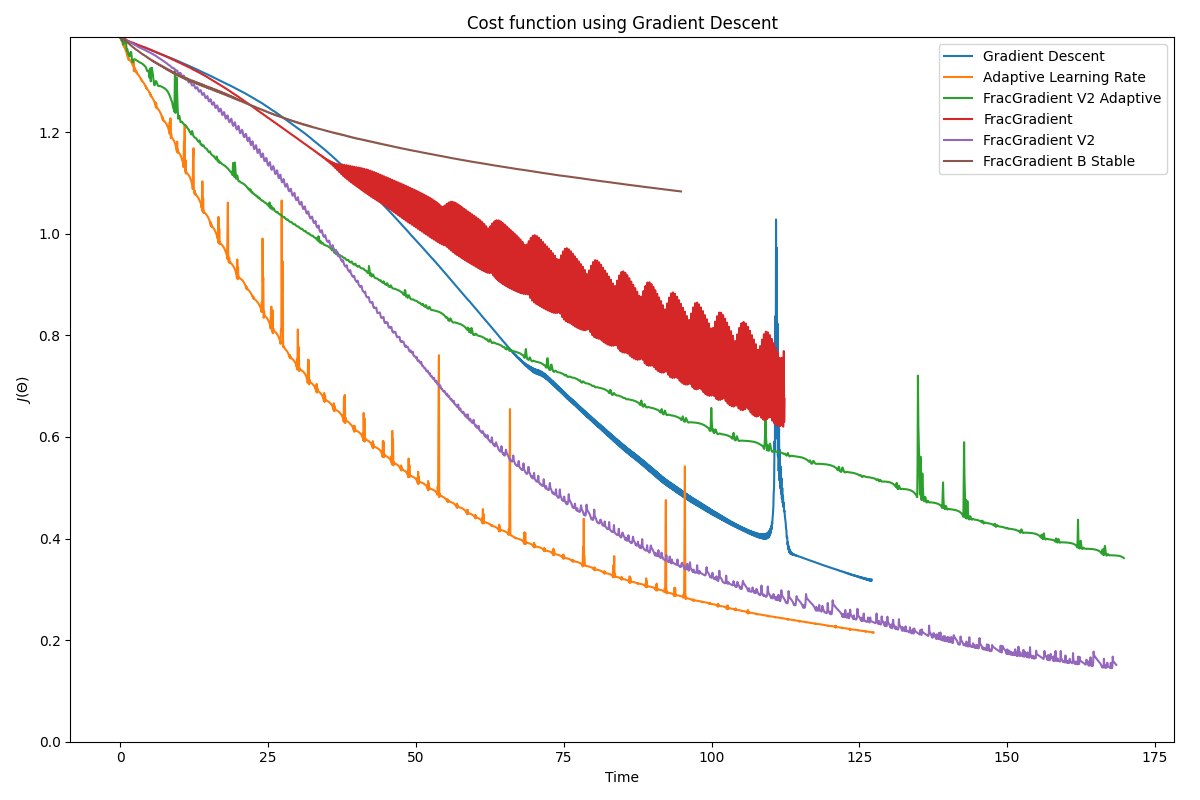 Cost function using Gradient Descent
Gradient Descent
Adaptive Learning Rate
FracGradient V2 Adaptive
FracGradient
FracGradient V2
FracGradient B Stable
J(Θ)
1.2
1.0
0.8
0.6
0.4
0.2
0.0
0 25 50 75 100 125 150 175
Time